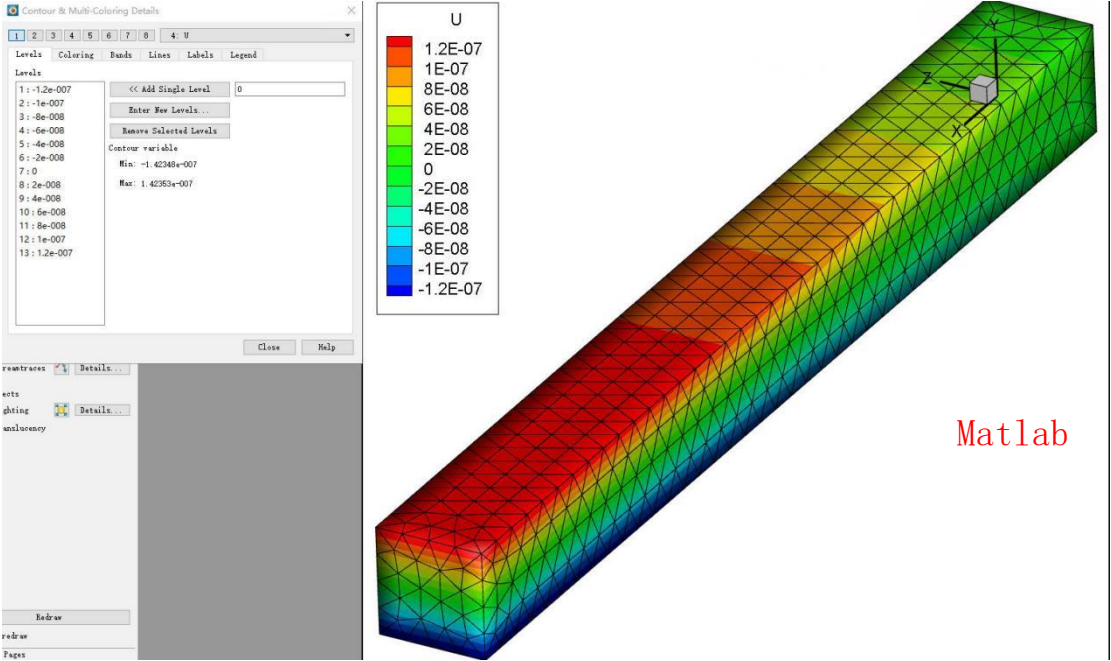 Contour & Multi-Coloring Details
1 2 3 4 5 6 7 8 4: U
Levels Coloring Bands Lines Labels Legend
Levels
1 : -1.2e-007
2 : -1e-007
3 : -8e-008
4 : -6e-008
5 : -4e-008
6 : -2e-008
7 : 0
8 : 2e-008
9 : 4e-008
10 : 6e-008
11 : 8e-008
12 : 1e-007
13 : 1.2e-007
<< Add Single Level 0
Enter New Levels...
Remove Selected Levels
Contour variable
Min: -1.42348e-007
Max: 1.42353e-007
Close Help
reamtraces Details...
ects
ghting Details...
anslucency
Redraw
redraw
Pages
U
1.2E-07
1E-07
8E-08
6E-08
4E-08
2E-08
0
-2E-08
-4E-08
-6E-08
-8E-08
-1E-07
-1.2E-07
Y
Z
X
Matlab